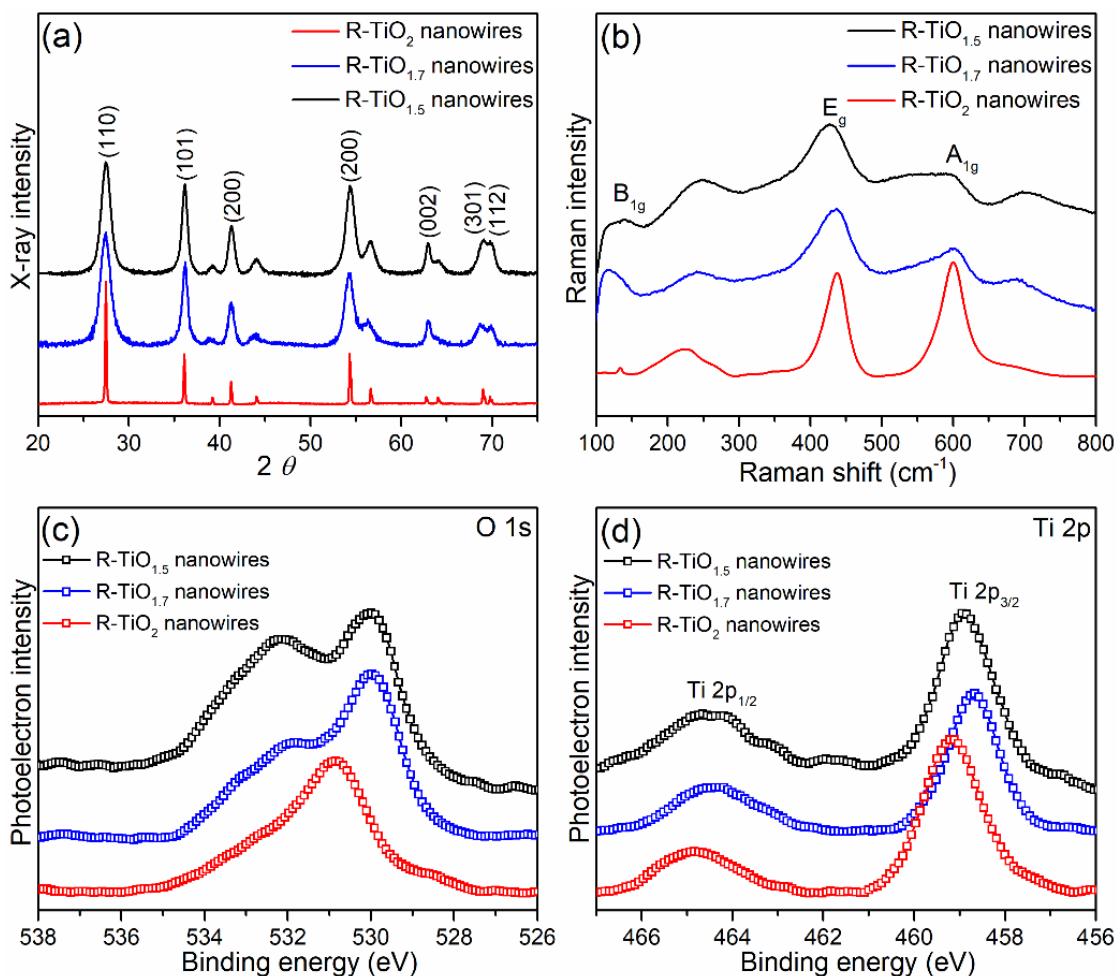 (a)
R-TiO2 nanowires
R-TiO1.7 nanowires
R-TiO1.5 nanowires
(110)
(101)
(200)
(200)
(002)
(301)
(112)
X-ray intensity
20 30 40 50 60 70
2 θ
(b)
R-TiO1.5 nanowires
R-TiO1.7 nanowires
R-TiO2 nanowires
B1g
Eg
A1g
Raman intensity
100 200 300 400 500 600 700 800
Raman shift (cm-1)
(c)
O 1s
R-TiO1.5 nanowires
R-TiO1.7 nanowires
R-TiO2 nanowires
Photoelectron intensity
538 536 534 532 530 528 526
Binding energy (eV)
(d)
Ti 2p
R-TiO1.5 nanowires
R-TiO1.7 nanowires
R-TiO2 nanowires
Ti 2p3/2
Ti 2p1/2
Photoelectron intensity
466 464 462 460 458 456
Binding energy (eV)